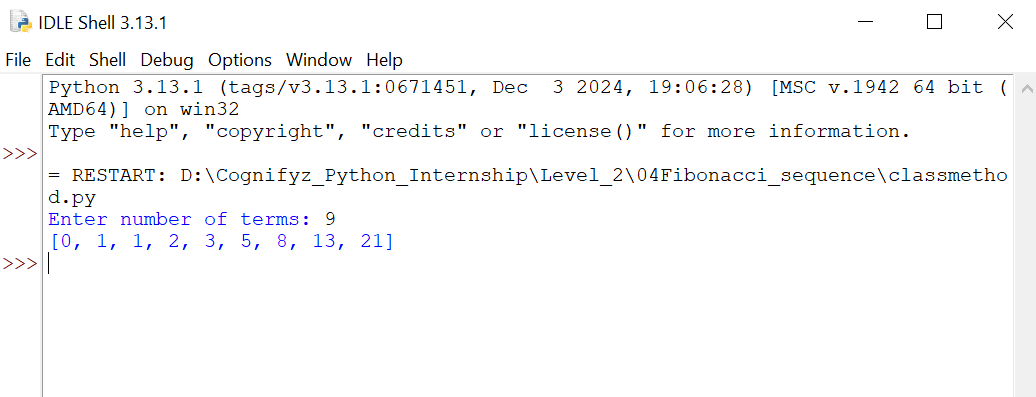 IDLE Shell 3.13.1
File Edit Shell Debug Options Window Help
Python 3.13.1 (tags/v3.13.1:0671451, Dec  3 2024, 19:06:28) [MSC v.1942 64 bit (
AMD64)] on win32
Type "help", "copyright", "credits" or "license()" for more information.
>>>
= RESTART: D:\Cognifyz_Python_Internship\Level_2\04Fibonacci_sequence\classmetho
d.py
Enter number of terms: 9
[0, 1, 1, 2, 3, 5, 8, 13, 21]
>>>